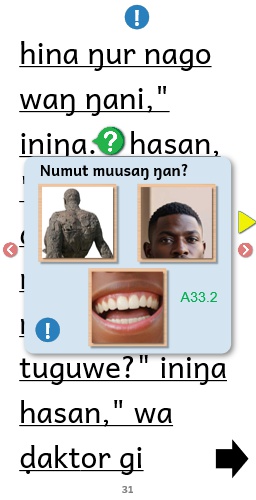 hina ŋur nago
waŋ ŋani,"
iniŋa. hasan,
Numut muusaŋ ŋan?
A33.2
tuguwe?" iniŋa
hasan," wa
ḍaktor gi
31